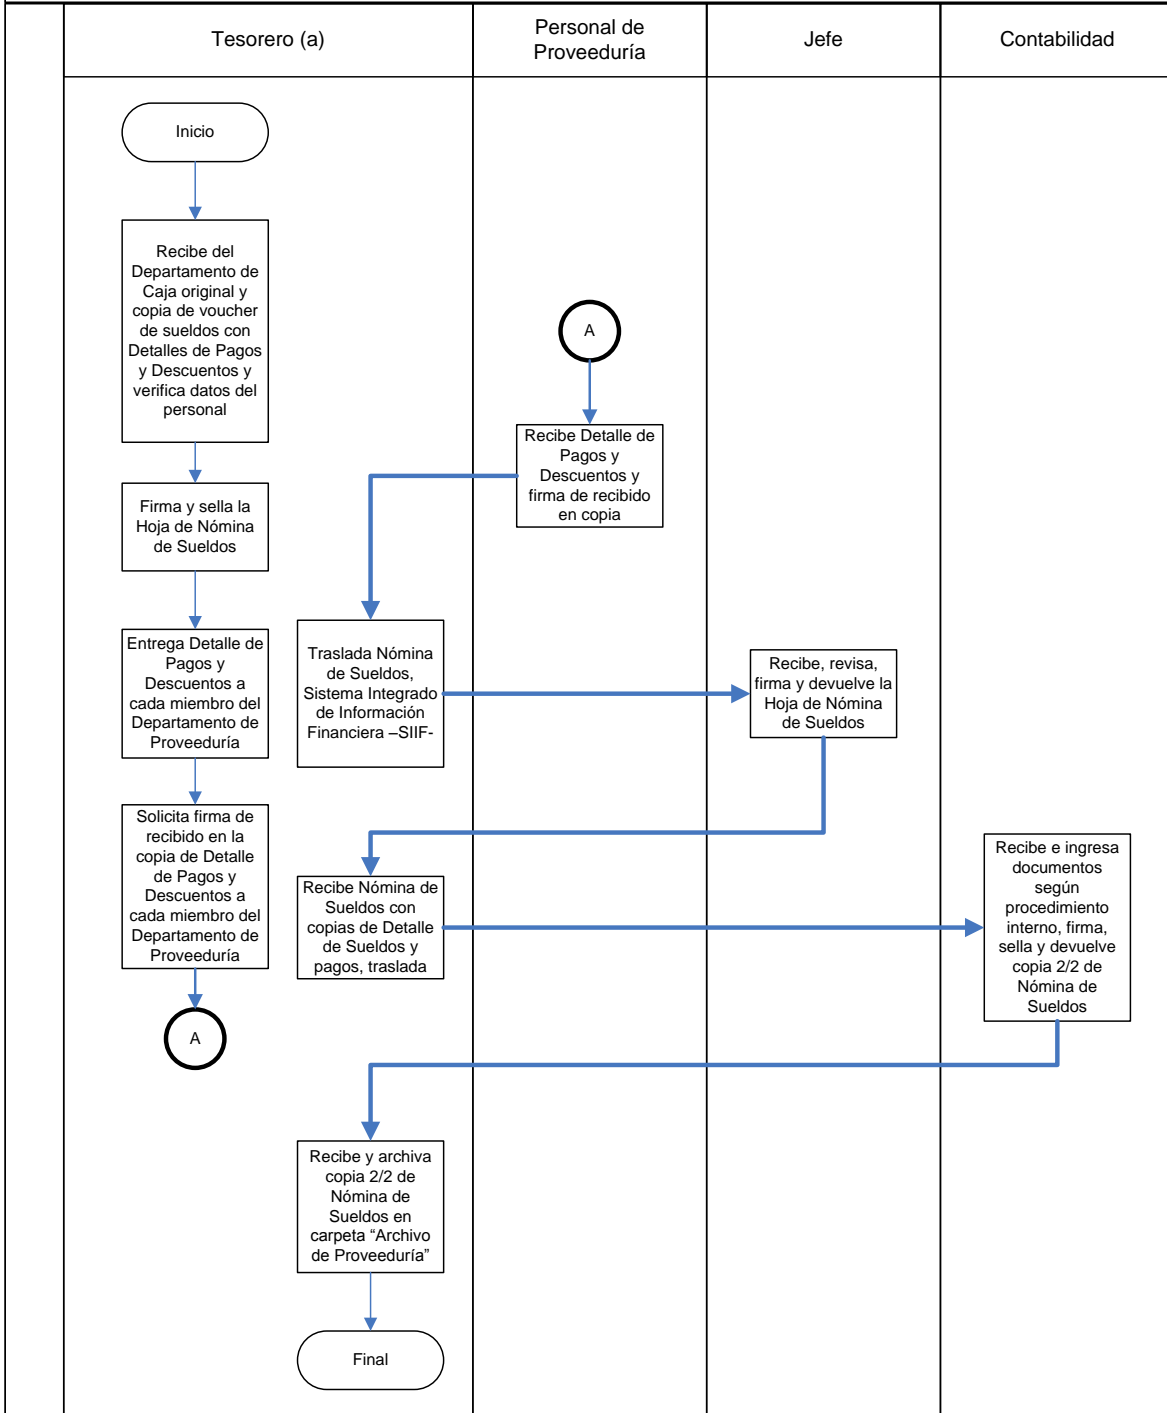 Tesorero (a)
Personal de
Proveeduría
Jefe
Contabilidad
Inicio
Recibe del
Departamento de
Caja original y
copia de voucher
de sueldos con
Detalles de Pagos
y Descuentos y
verifica datos del
personal
Firma y sella la
Hoja de Nómina
de Sueldos
Entrega Detalle de
Pagos y
Descuentos a
cada miembro del
Departamento de
Proveeduría
Solicita firma de
recibido en la
copia de Detalle
de Pagos y
Descuentos a
cada miembro del
Departamento de
Proveeduría
A
A
Recibe Detalle de
Pagos y
Descuentos y
firma de recibido
en copia
Traslada Nómina
de Sueldos,
Sistema Integrado
de Información
Financiera –SIIF-
Recibe, revisa,
firma y devuelve la
Hoja de Nómina
de Sueldos
Recibe Nómina de
Sueldos con
copias de Detalle
de Sueldos y
pagos, traslada
Recibe e ingresa
documentos
según
procedimiento
interno, firma,
sella y devuelve
copia 2/2 de
Nómina de
Sueldos
Recibe y archiva
copia 2/2 de
Nómina de
Sueldos en
carpeta “Archivo
de Proveeduría”
Final